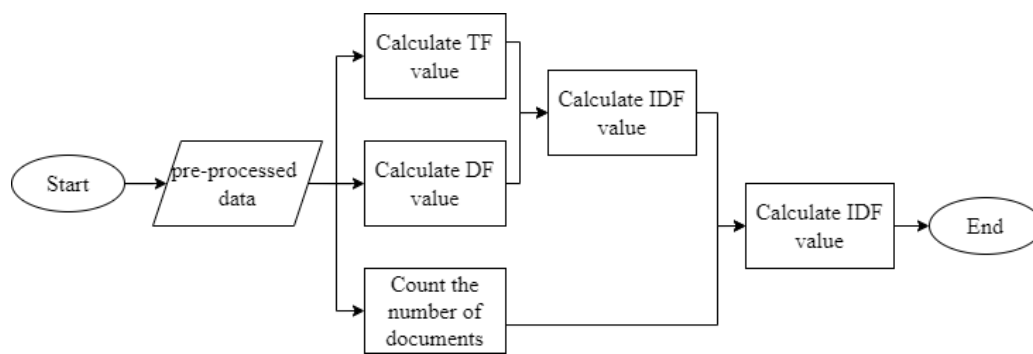 Start
pre-processed
data
Calculate TF
value
Calculate DF
value
Count the
number of
documents
Calculate IDF
value
Calculate IDF
value
End